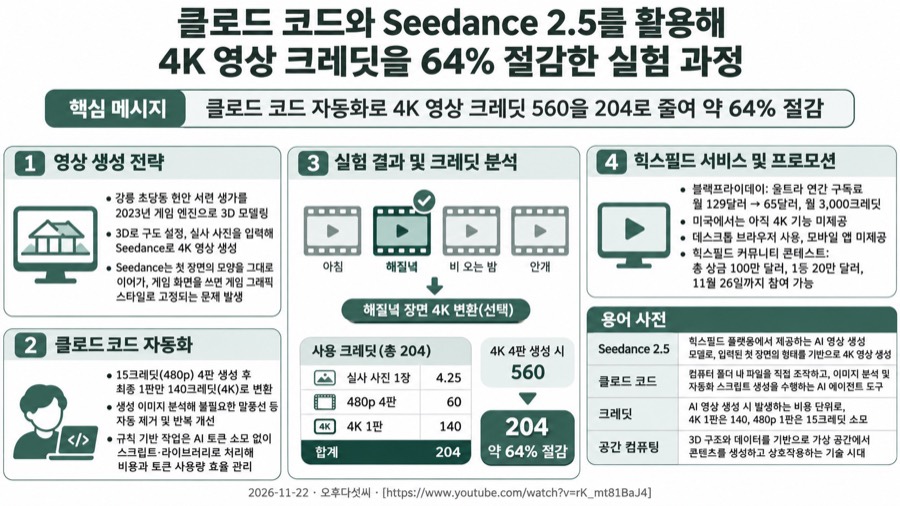 클로드 코드와 Seedance 2.5를 활용해
4K 영상 크레딧을 64% 절감한 실험 과정
핵심 메시지
클로드 코드 자동화로 4K 영상 크레딧 560을 204로 줄여 약 64% 절감
1 영상 생성 전략
• 강릉 초당동 헌안 서련 생가를
2023년 게임 엔진으로 3D 모델링
• 3D로 구도 설정, 실사 사진을 입력해
Seedance로 4K 영상 생성
• Seedance는 첫 장면의 모양을 그대로
이어가, 게임 화면을 쓰면 게임 그래픽
스타일로 고정되는 문제 발생
2 클로드 코드 자동화
• 15크레딧(480p) 4판 생성 후
최종 1판만 140크레딧(4K)로 변환
• 생성 이미지 분석해 불필요한 말풍선 등
자동 제거 및 반복 개선
• 규칙 기반 작업은 AI 토큰 소모 없이
스크립트·라이브러리로 처리해
비용과 토큰 사용량 효율 관리
</>
3 실험 결과 및 크레딧 분석
아침
해질녘
비 오는 밤
안개
해질녘 장면 4K 변환(선택)
사용 크레딧(총 204)
실사 사진 1장 4.25
480p 4판 60
4K 4K 1판 140
합계 204
4K 4판 생성 시
560
204
약 64% 절감
4 힉스필드 서비스 및 프로모션
• 블랙프라이데이: 울트라 연간 구독료
월 129달러 → 65달러, 월 3,000크레딧
• 미국에서는 아직 4K 기능 미제공
• 데스크톱 브라우저 사용, 모바일 앱 미제공
• 힉스필드 커뮤니티 콘테스트:
총 상금 100만 달러, 1등 20만 달러,
11월 26일까지 참여 가능
용어 사전
Seedance 2.5
힉스필드 플랫폼에서 제공하는 AI 영상 생성
모델로, 입력된 첫 장면의 형태를 기반으로 4K 영상 생성
클로드 코드
컴퓨터 폴더 내 파일을 직접 조작하고, 이미지 분석 및
자동화 스크립트 생성을 수행하는 AI 에이전트 도구
크레딧
AI 영상 생성 시 발생하는 비용 단위로,
4K 1판은 140, 480p 1판은 15크레딧 소모
공간 컴퓨팅
3D 구조와 데이터를 기반으로 가상 공간에서
콘텐츠를 생성하고 상호작용하는 기술 시대
2026-11-22 · 오후다섯씨 · [https://www.youtube.com/watch?v=rK_mt81BaJ4]